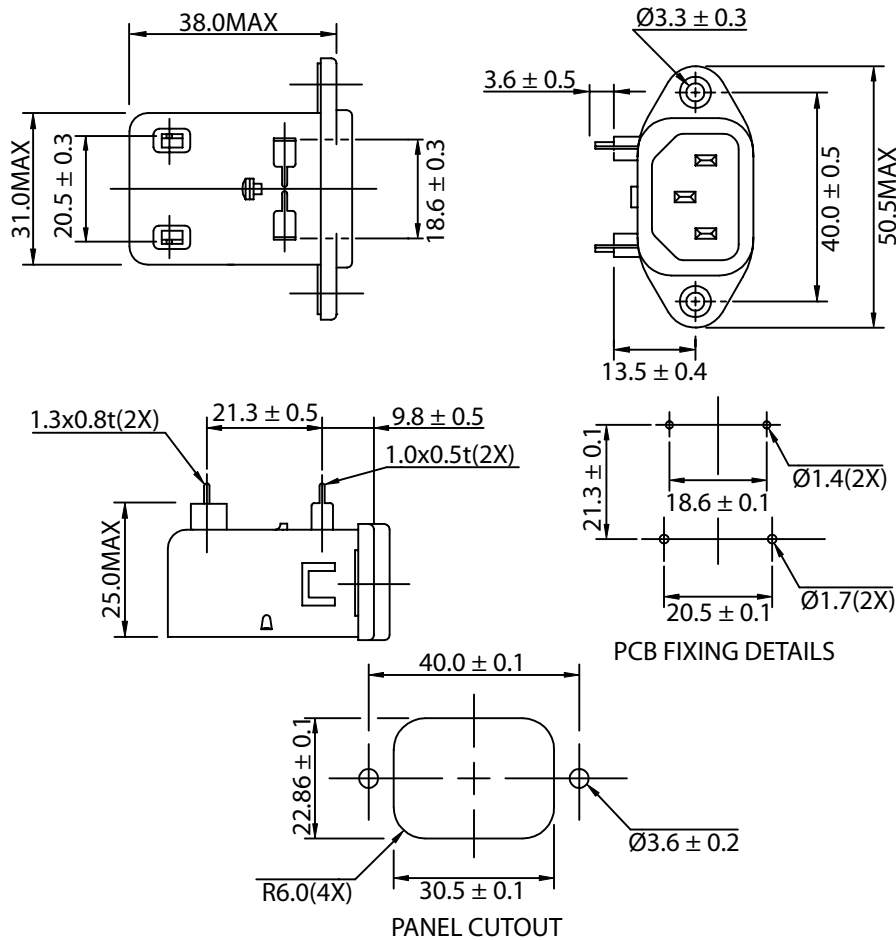 38.0MAX
31.0MAX
20.5 ± 0.3
18.6 ± 0.3
Ø3.3 ± 0.3
3.6 ± 0.5
40.0 ± 0.5
50.5MAX
13.5 ± 0.4
1.3x0.8t(2X)
21.3 ± 0.5
9.8 ± 0.5
1.0x0.5t(2X)
25.0MAX
21.3 ± 0.1
18.6 ± 0.1
Ø1.4(2X)
20.5 ± 0.1
Ø1.7(2X)
PCB FIXING DETAILS
40.0 ± 0.1
22.86 ± 0.1
Ø3.6 ± 0.2
R6.0(4X)
30.5 ± 0.1
PANEL CUTOUT